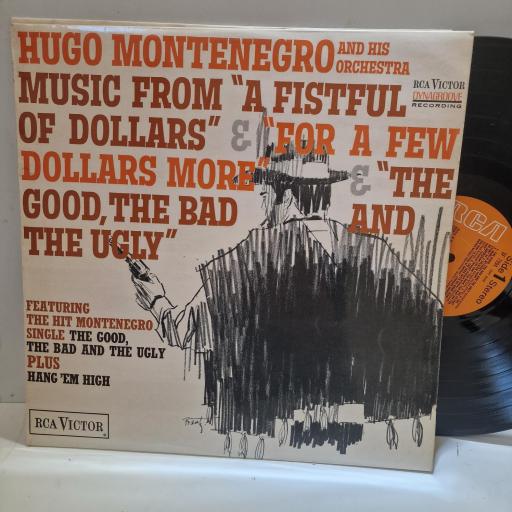 HUGO MONTENEGRO AND HIS ORCHESTRA
RCA VICTOR
DYNAGROOVE
RECORDING
MUSIC FROM "A FISTFUL
OF DOLLARS" & "FOR A FEW
DOLLARS MORE" & "THE
GOOD, THE BAD AND
THE UGLY"
FEATURING
THE HIT MONTENEGRO
SINGLE THE GOOD,
THE BAD AND THE UGLY
PLUS
HANG 'EM HIGH
RCA VICTOR
RCA
Side 1 Stereo